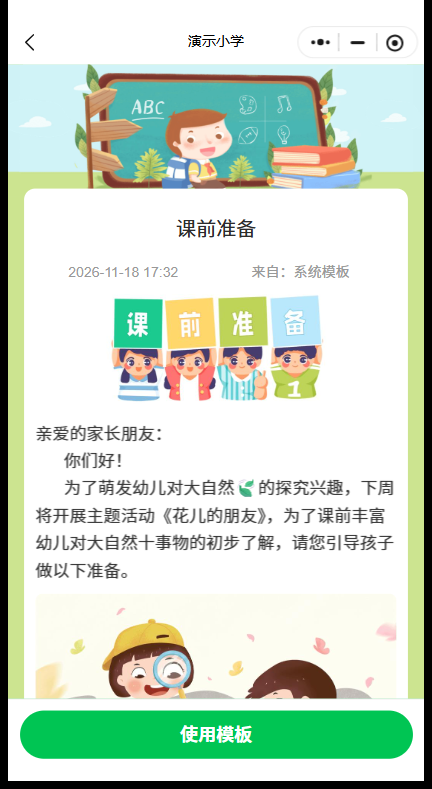 演示小学
ABC
课前准备
2026-11-18 17:32 来自：系统模板
课前准备
1
亲爱的家长朋友：
你们好！
为了萌发幼儿对大自然的探究兴趣，下周
将开展主题活动《花儿的朋友》，为了课前丰富
幼儿对大自然十事物的初步了解，请您引导孩子
做以下准备。
使用模板